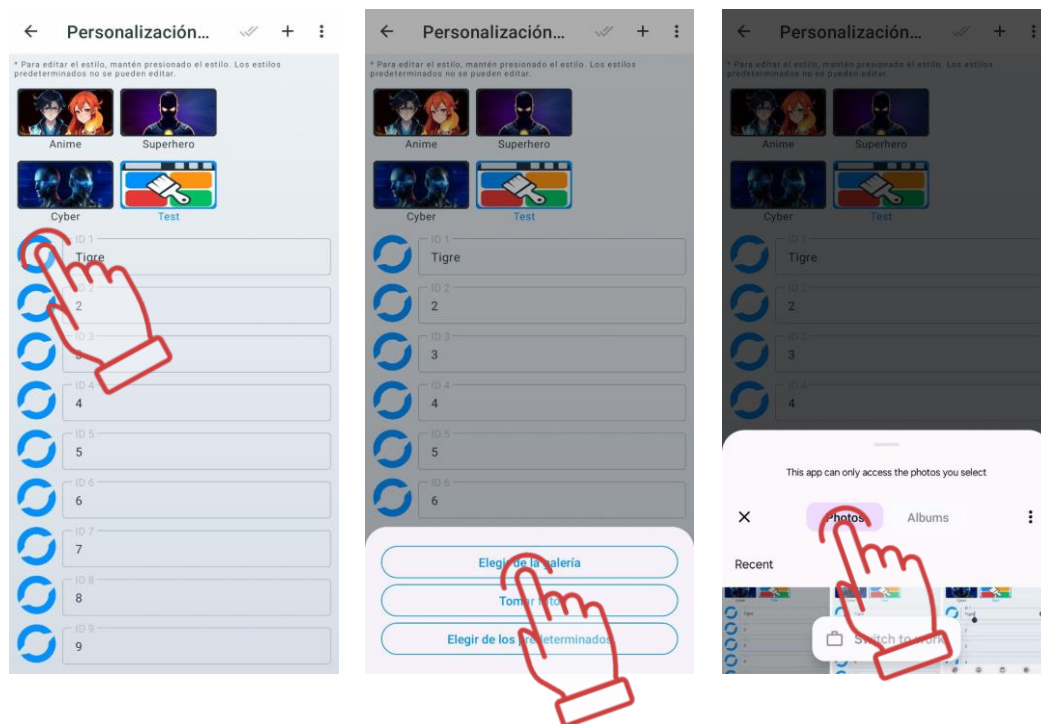 Personalización...
* Para editar el estilo, mantén presionado el estilo. Los estilos
predeterminados no se pueden editar.
Anime Superhero
Cyber Test
ID 1
Tigre
ID 2
2
ID 3
3
ID 4
4
ID 5
5
ID 6
6
ID 7
7
ID 8
8
ID 9
9
Personalización...
* Para editar el estilo, mantén presionado el estilo. Los estilos
predeterminados no se pueden editar.
Anime Superhero
Cyber Test
ID 1
Tigre
ID 2
2
ID 3
3
ID 4
4
ID 5
5
ID 6
6
Elegir de la galería
Tomar foto
Elegir de los predeterminados
Personalización...
* Para editar el estilo, mantén presionado el estilo. Los estilos
predeterminados no se pueden editar.
Anime Superhero
Cyber Test
ID 1
Tigre
ID 2
2
ID 3
3
ID 4
4
This app can only access the photos you select
Photos Albums
Recent
Switch to work